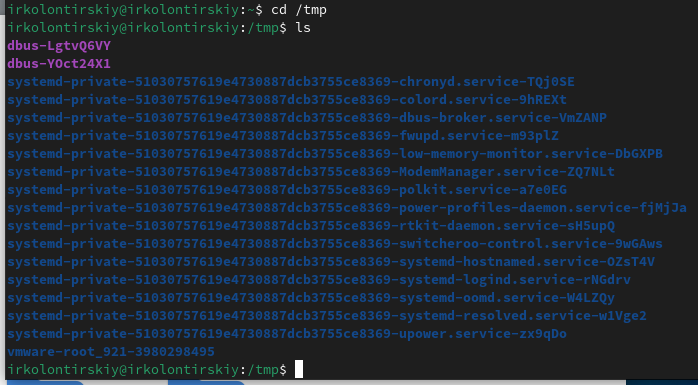 irkolontirskiy@irkolontirskiy:~$ cd /tmp
irkolontirskiy@irkolontirskiy:/tmp$ ls
dbus-LgtvQ6VY
dbus-YOct24X1
systemd-private-51030757619e4730887dcb3755ce8369-chronyd.service-TQj0SE
systemd-private-51030757619e4730887dcb3755ce8369-colord.service-9hREXt
systemd-private-51030757619e4730887dcb3755ce8369-dbus-broker.service-VmZANP
systemd-private-51030757619e4730887dcb3755ce8369-fwupd.service-m93plZ
systemd-private-51030757619e4730887dcb3755ce8369-low-memory-monitor.service-DbGXPB
systemd-private-51030757619e4730887dcb3755ce8369-ModemManager.service-ZQ7NLt
systemd-private-51030757619e4730887dcb3755ce8369-polkit.service-a7e0EG
systemd-private-51030757619e4730887dcb3755ce8369-power-profiles-daemon.service-fjMjJa
systemd-private-51030757619e4730887dcb3755ce8369-rtkit-daemon.service-sH5upQ
systemd-private-51030757619e4730887dcb3755ce8369-switcheroo-control.service-9wGAws
systemd-private-51030757619e4730887dcb3755ce8369-systemd-hostnamed.service-OZsT4V
systemd-private-51030757619e4730887dcb3755ce8369-systemd-logind.service-rNGdrv
systemd-private-51030757619e4730887dcb3755ce8369-systemd-oomd.service-W4LZQy
systemd-private-51030757619e4730887dcb3755ce8369-systemd-resolved.service-w1Vge2
systemd-private-51030757619e4730887dcb3755ce8369-upower.service-zx9qDo
vmware-root_921-3980298495
irkolontirskiy@irkolontirskiy:/tmp$